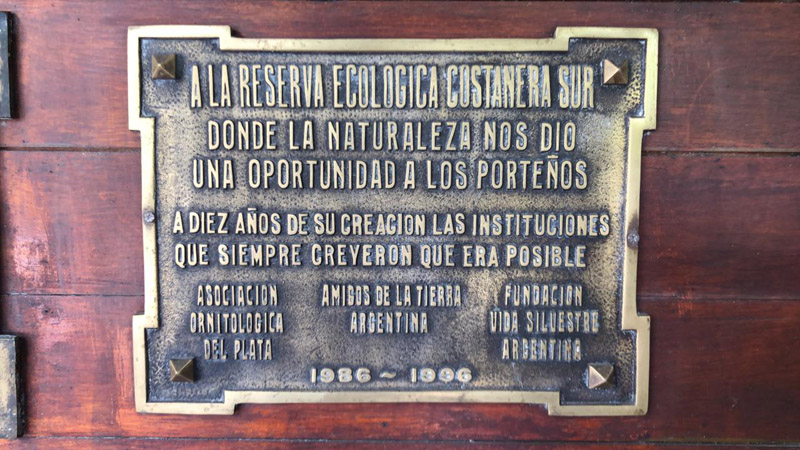 A LA RESERVA ECOLOGICA COSTANERA SUR
DONDE LA NATURALEZA NOS DIO
UNA OPORTUNIDAD A LOS PORTEÑOS
A DIEZ AÑOS DE SU CREACION LAS INSTITUCIONES
QUE SIEMPRE CREYERON QUE ERA POSIBLE
ASOCIACION
ORNITOLOGICA
DEL PLATA
AMIGOS DE LA TIERRA
ARGENTINA
FUNDACION
VIDA SILVESTRE
ARGENTINA
1986 ~ 1996